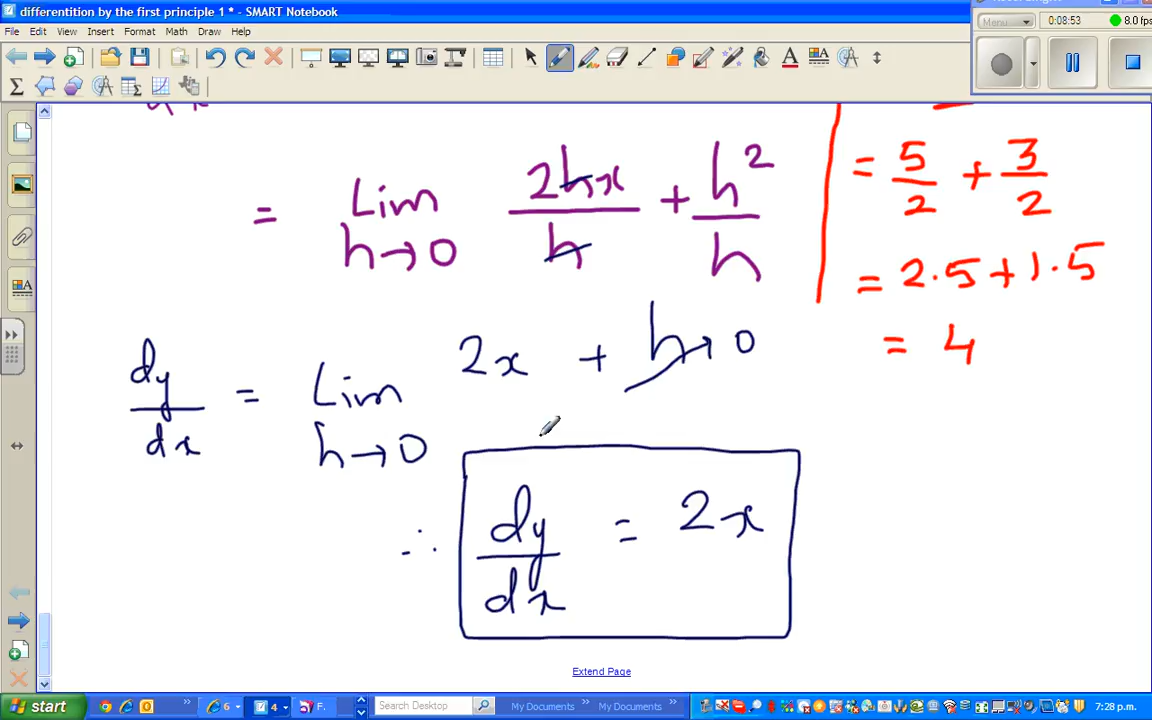 differentition by the first principle 1 * - SMART Notebook
File Edit View Insert Format Math Draw Help
Menu
0:08:53
8.0 fps
= Lim h→0 2hx/h + h²/h
= 5/2 + 3/2
= 2.5 + 1.5
= 4
dy/dx = Lim h→0 2x + h→0
∴ dy/dx = 2x
Extend Page
start
6
4
F.
Search Desktop
My Documents
My Documents
7:28 p.m.